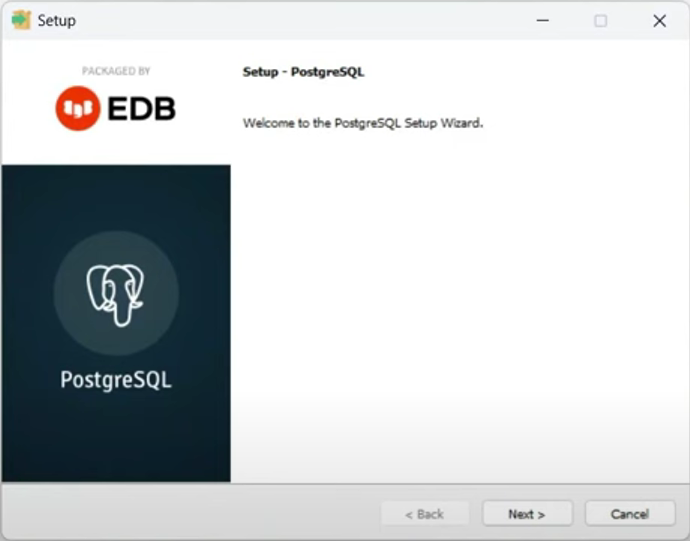 Setup
PACKAGED BY
EDB
Setup - PostgreSQL
Welcome to the PostgreSQL Setup Wizard.
PostgreSQL
< Back
Next >
Cancel